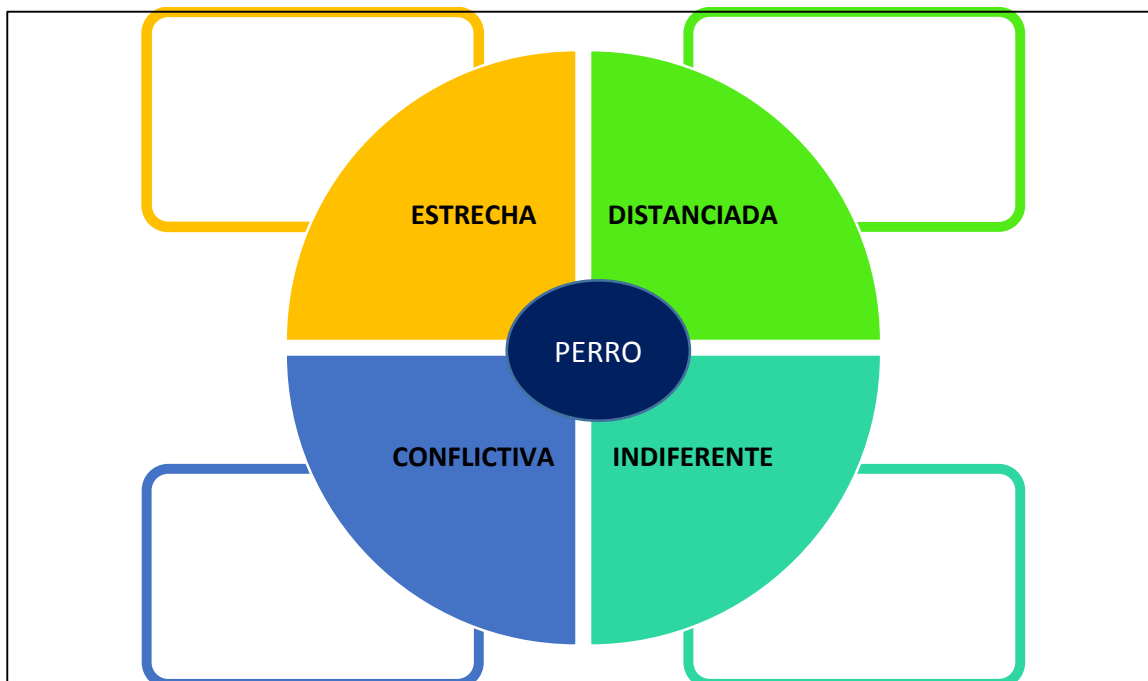 ESTRECHA
DISTANCIADA
PERRO
CONFLICTIVA
INDIFERENTE